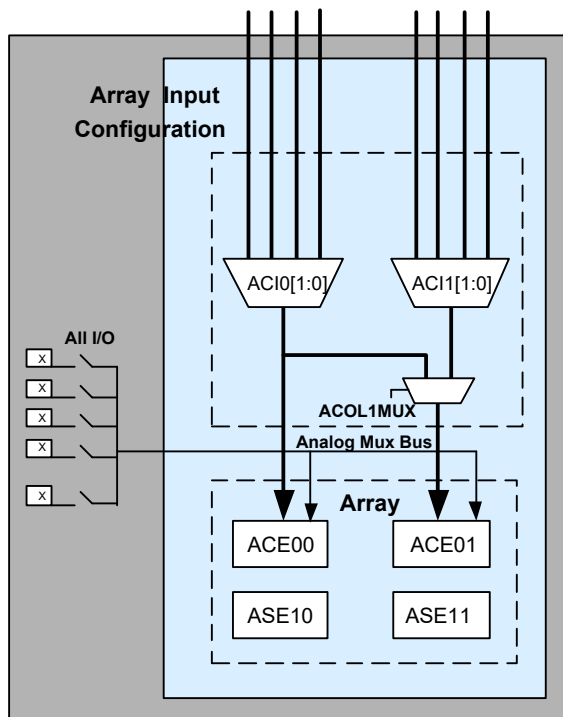 Array Input
Configuration
ACI0[1:0]
ACI1[1:0]
All I/O
X
X
X
X
X
ACOL1MUX
Analog Mux Bus
Array
ACE00
ACE01
ASE10
ASE11